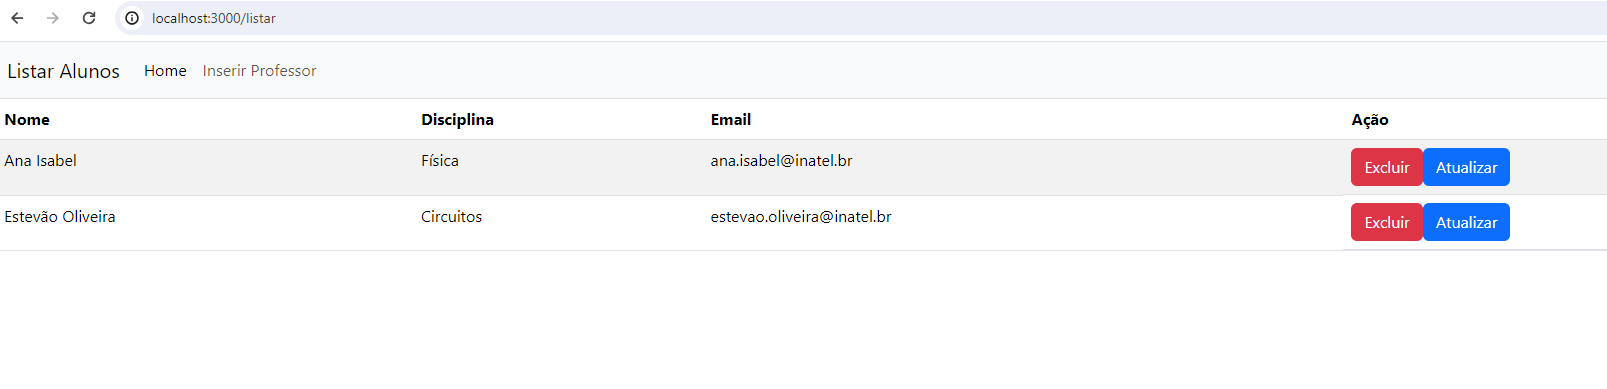 localhost:3000/listar
Listar Alunos Home Inserir Professor
Nome Disciplina Email Ação
Ana Isabel Física ana.isabel@inatel.br Excluir Atualizar
Estevão Oliveira Circuitos estevao.oliveira@inatel.br Excluir Atualizar